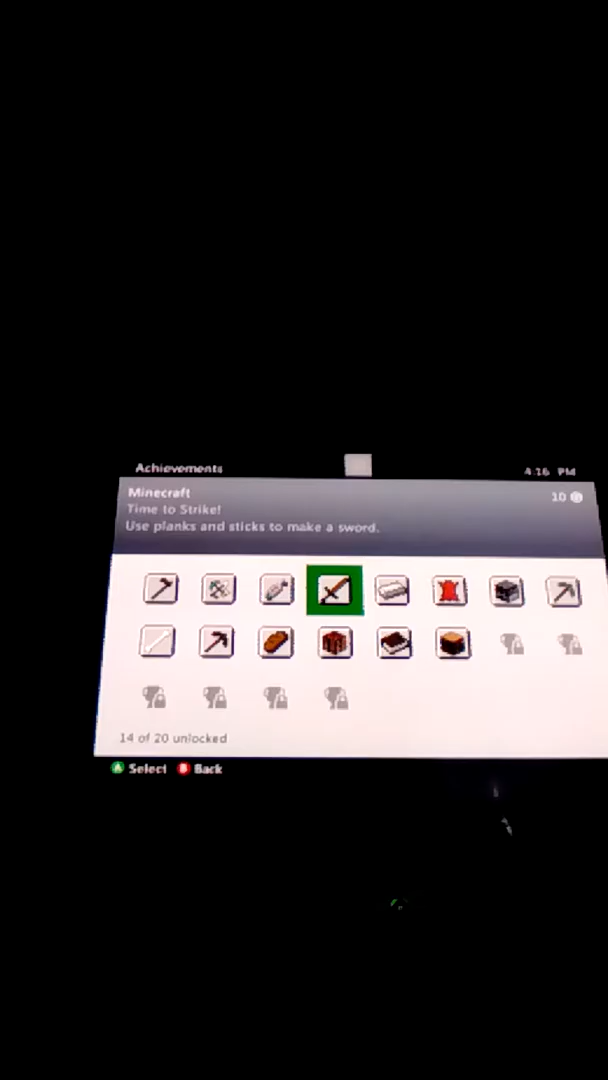 Achievements
4:16 PM
Minecraft
10 G
Time to Strike!
Use planks and sticks to make a sword.
14 of 20 unlocked
A Select B Back